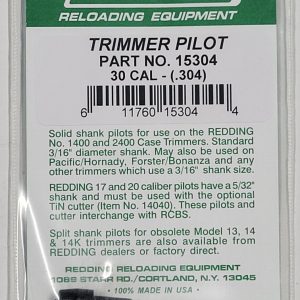 RELOADING EQUIPMENT
TRIMMER PILOT
PART NO. 15304
30 CAL - (.304)
6 11760 15304 4
Solid shank pilots for use on the REDDING
No. 1400 and 2400 Case Trimmers. Standard
3/16" diameter shank. May also be used on
Pacific/Hornady, Forster/Bonanza and any
other trimmers which use a 3/16" shank size.
REDDING 17 and 20 caliber pilots have a 5/32"
shank and must be used with the optional
TiN cutter (Item No. 14040). These pilots and
cutter interchange with RCBS.
Split shank pilots for obsolete Model 13, 14
& 14K trimmers are also available from
REDDING dealers or factory direct.
REDDING RELOADING EQUIPMENT
1089 STARR RD./CORTLAND, N.Y. 13045
• 100% MADE IN USA •